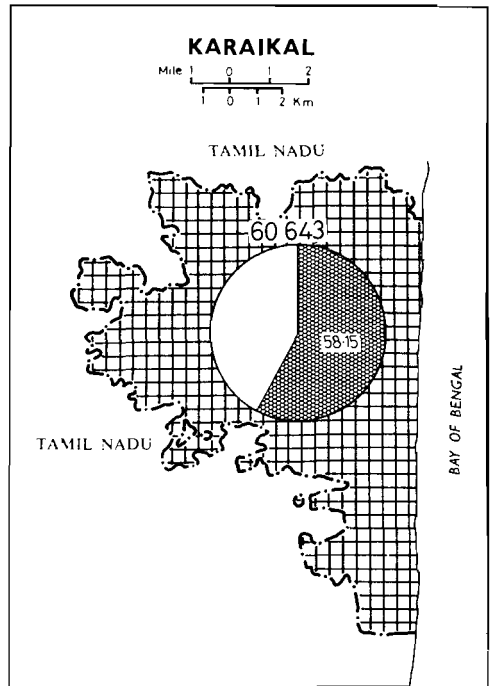 KARAIKAL
Mile 1 0 1 2
1 0 1 2 Km
TAMIL NADU
60 643
58·15
BAY OF BENGAL
TAMIL NADU